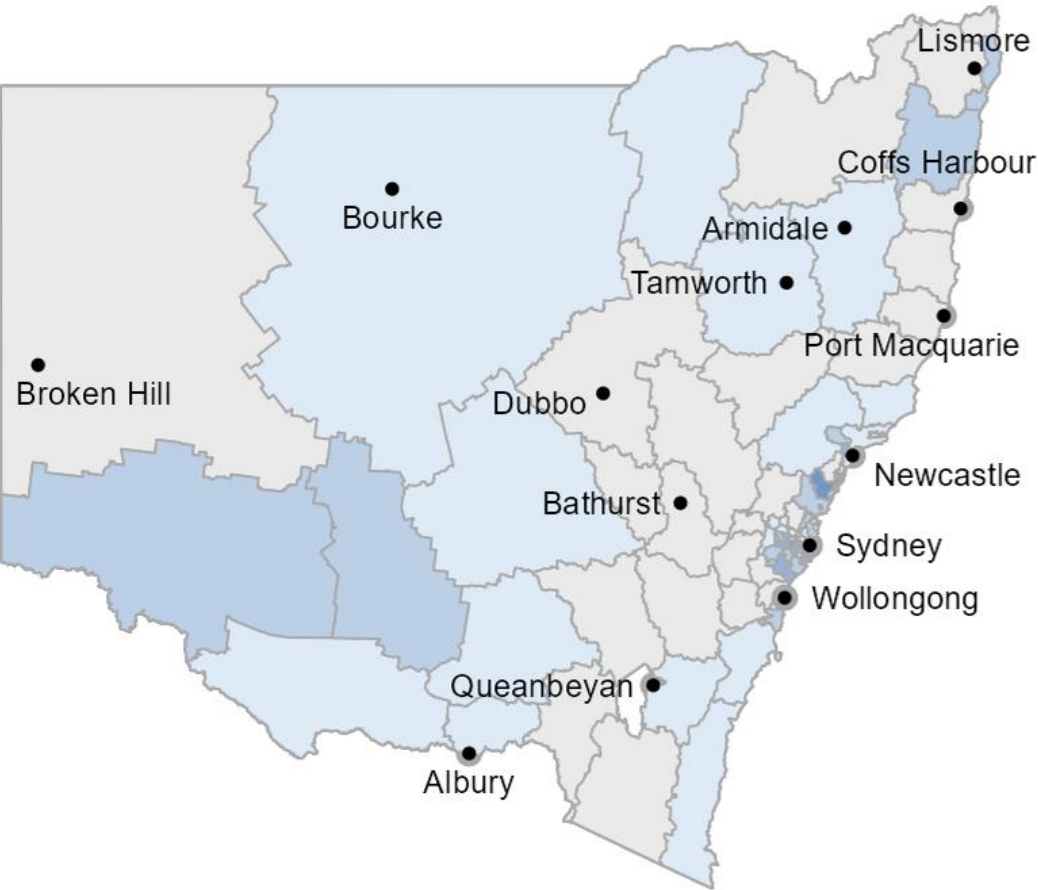 Lismore
Coffs Harbour
Bourke
Armidale
Tamworth
Port Macquarie
Broken Hill
Dubbo
Newcastle
Bathurst
Sydney
Wollongong
Queanbeyan
Albury